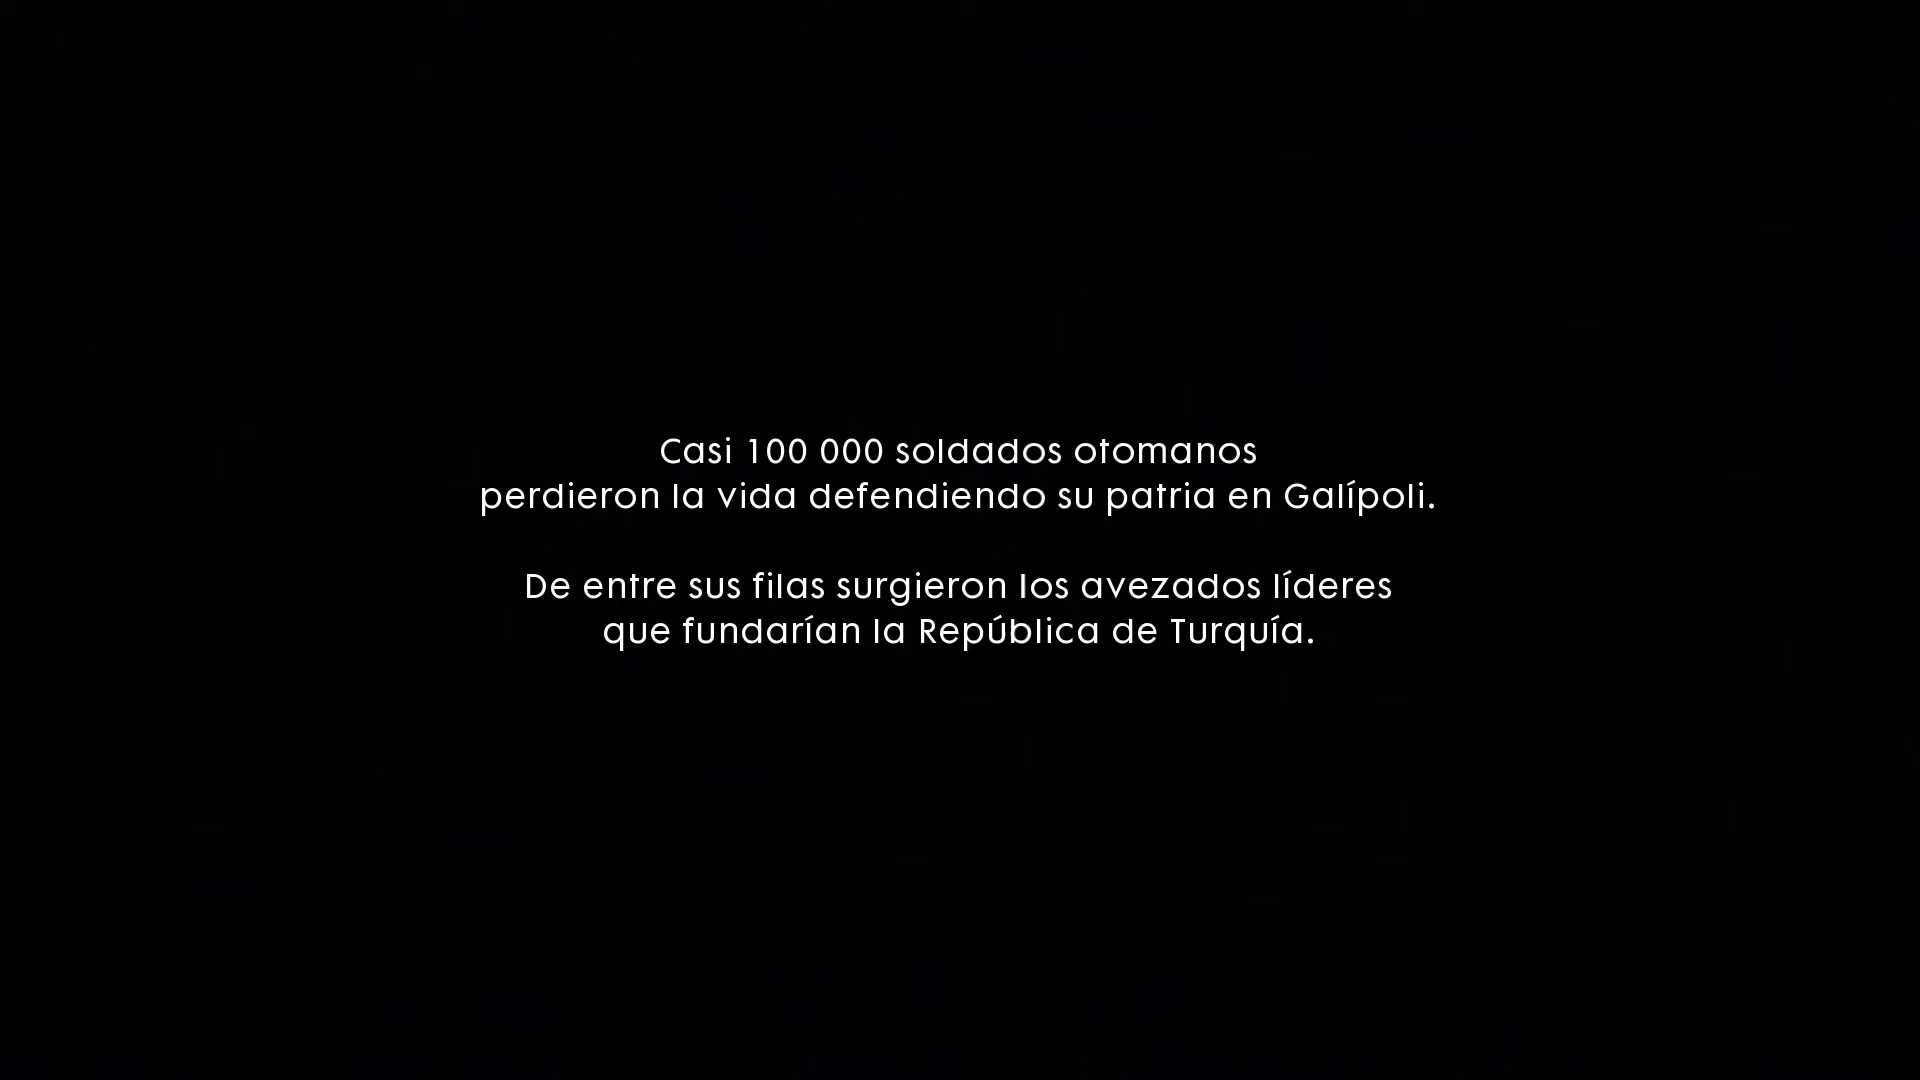 Casi 100 000 soldados otomanos
perdieron la vida defendiendo su patria en Galípoli.
De entre sus filas surgieron los avezados líderes
que fundarían la República de Turquía.